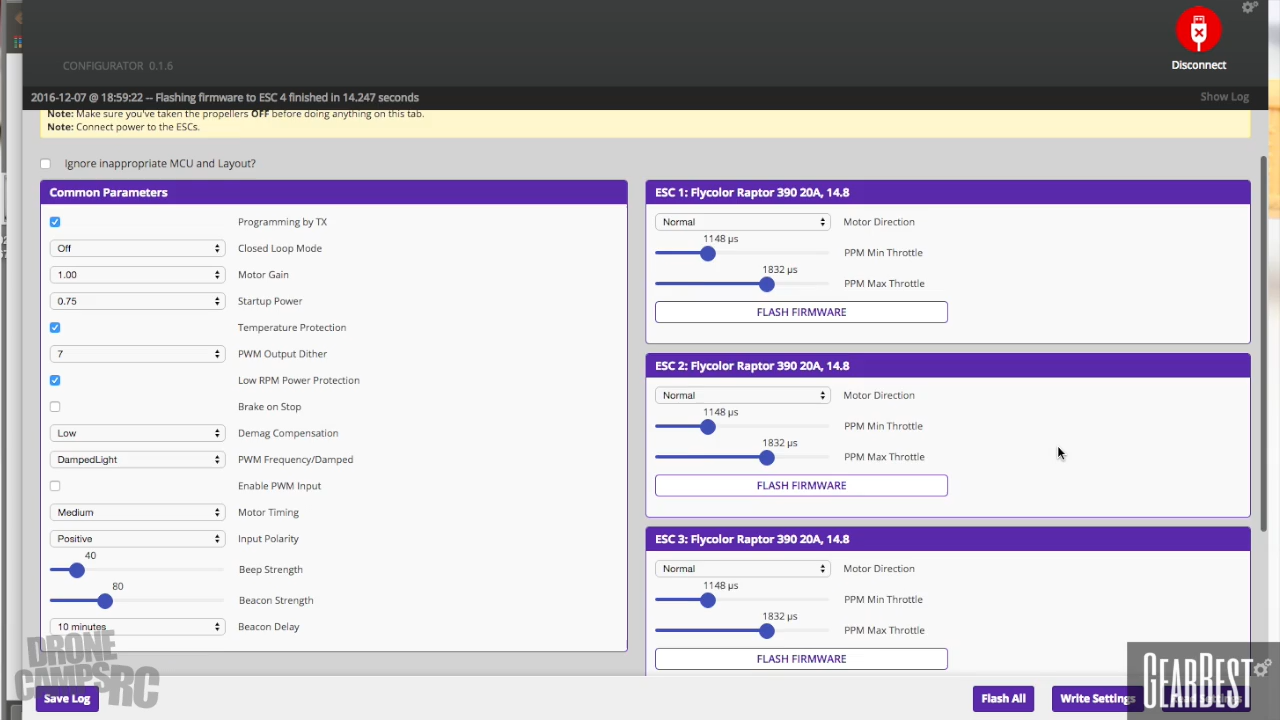 Disconnect
CONFIGURATOR 0.1.6
2016-12-07 @ 18:59:22 -- Flashing firmware to ESC 4 finished in 14.247 seconds
Show Log
Note: Make sure you've taken the propellers OFF before doing anything on this tab.
Note: Connect power to the ESCs.
Ignore inappropriate MCU and Layout?
Common Parameters
Programming by TX
Off Closed Loop Mode
1.00 Motor Gain
0.75 Startup Power
Temperature Protection
7 PWM Output Dither
Low RPM Power Protection
Brake on Stop
Low Demag Compensation
DampedLight PWM Frequency/Damped
Enable PWM Input
Medium Motor Timing
Positive Input Polarity
40
Beep Strength
80
Beacon Strength
10 minutes Beacon Delay
ESC 1: Flycolor Raptor 390 20A, 14.8
Normal Motor Direction
1148 µs
PPM Min Throttle
1832 µs
PPM Max Throttle
FLASH FIRMWARE
ESC 2: Flycolor Raptor 390 20A, 14.8
Normal Motor Direction
1148 µs
PPM Min Throttle
1832 µs
PPM Max Throttle
FLASH FIRMWARE
ESC 3: Flycolor Raptor 390 20A, 14.8
Normal Motor Direction
1148 µs
PPM Min Throttle
1832 µs
PPM Max Throttle
FLASH FIRMWARE
DRONE
CAMPSRC
Save Log
Flash All
Write Settings
GEARBEST